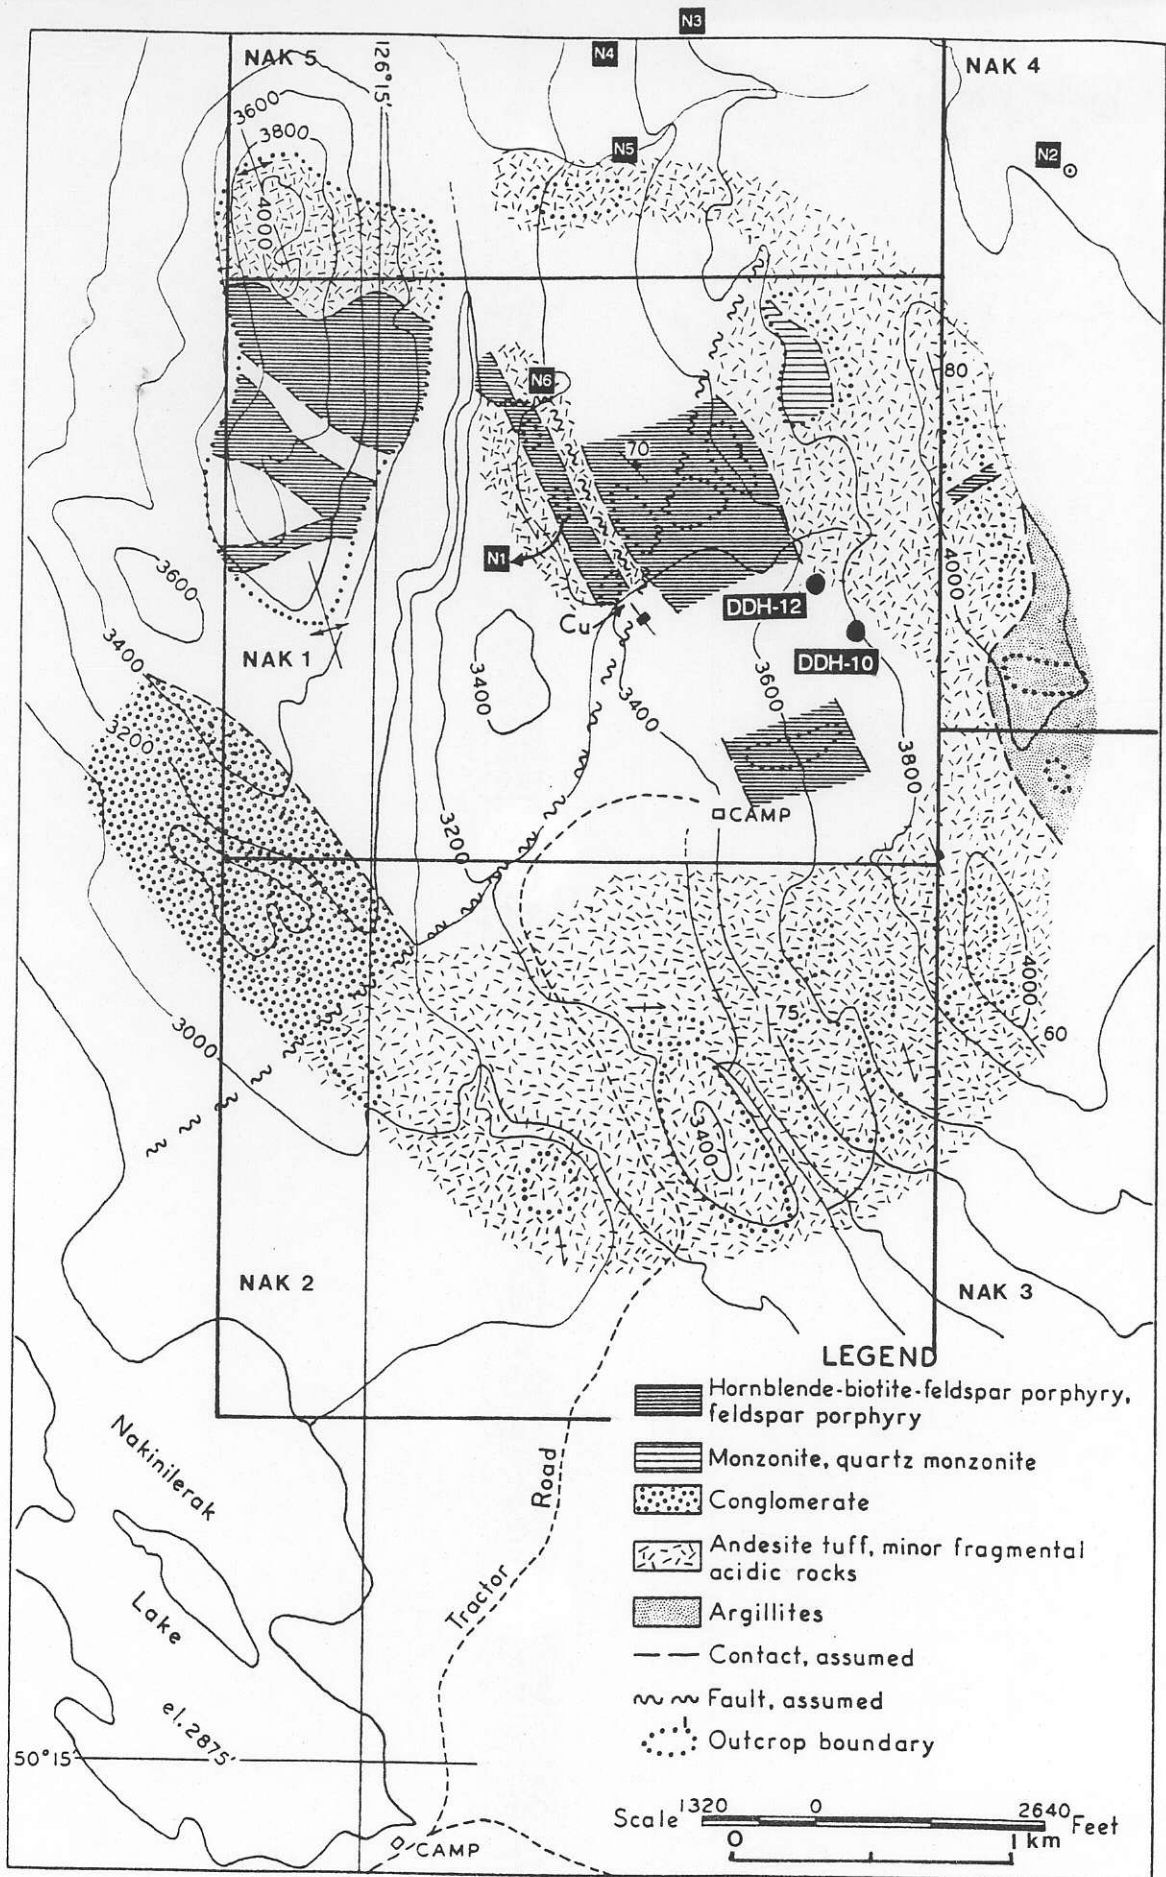 N3
N4
NAK 5
126°15'
NAK 4
3600
3800
4000
N5
N2
80
N6
70
N1
3600
4000
DDH-12
Cu
DDH-10
NAK 1
3400
3400
3400
3600
3200
3800
3200
CAMP
4000
3000
75
60
3400
NAK 2
NAK 3
LEGEND
Hornblende-biotite-feldspar porphyry,
feldspar porphyry
Monzonite, quartz monzonite
Conglomerate
Andesite tuff, minor fragmental
acidic rocks
Argillites
Contact, assumed
Fault, assumed
Outcrop boundary
Nakinilerak
Lake
el. 2875'
Road
Tractor
50°15'
Scale 1320 0 2640 Feet
0 1 km
CAMP